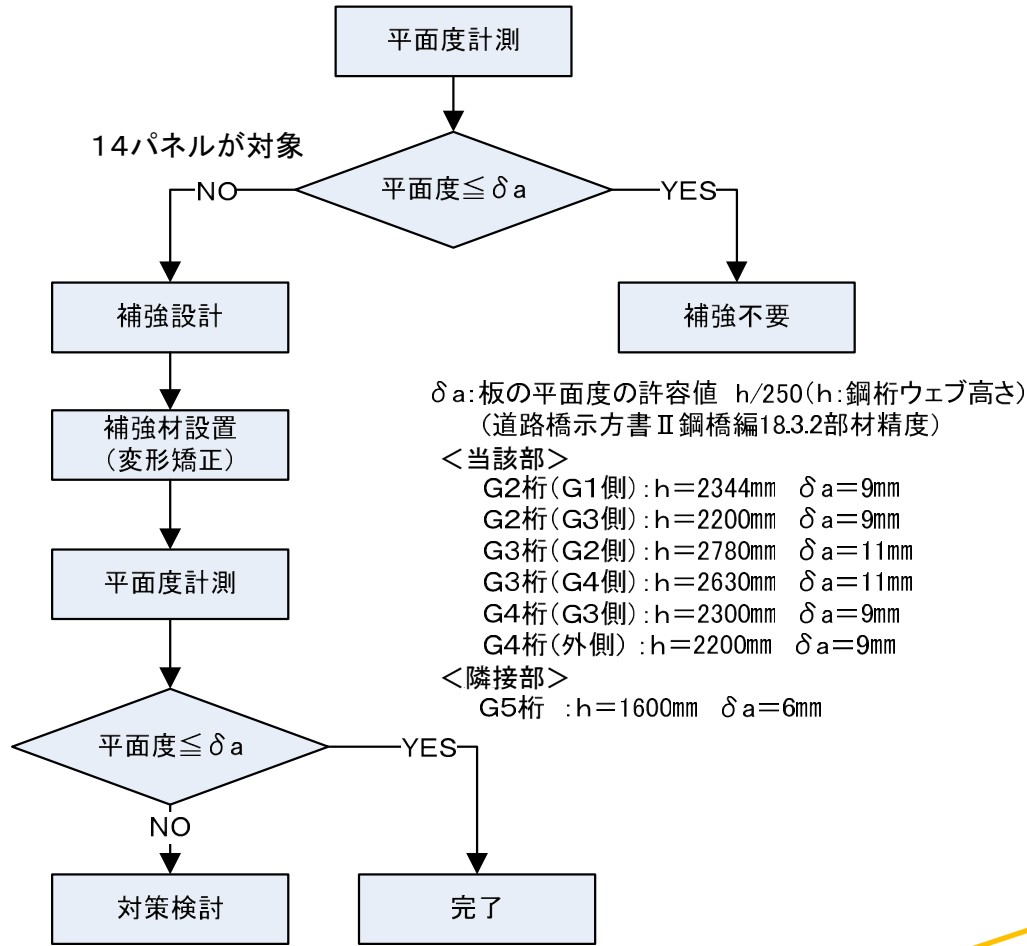 平面度計測
14パネルが対象
平面度≦δa
NO
YES
補強設計
補強不要
補強材設置
(変形矯正)
平面度計測
δa:板の平面度の許容値 h/250(h:鋼桁ウェブ高さ)
(道路橋示方書Ⅱ鋼橋編18.3.2部材精度)
<当該部>
G2桁(G1側):h=2344mm δa=9mm
G2桁(G3側):h=2200mm δa=9mm
G3桁(G2側):h=2780mm δa=11mm
G3桁(G4側):h=2630mm δa=11mm
G4桁(G3側):h=2300mm δa=9mm
G4桁(外側):h=2200mm δa=9mm
<隣接部>
G5桁 :h=1600mm δa=6mm
平面度≦δa
YES
NO
対策検討
完了